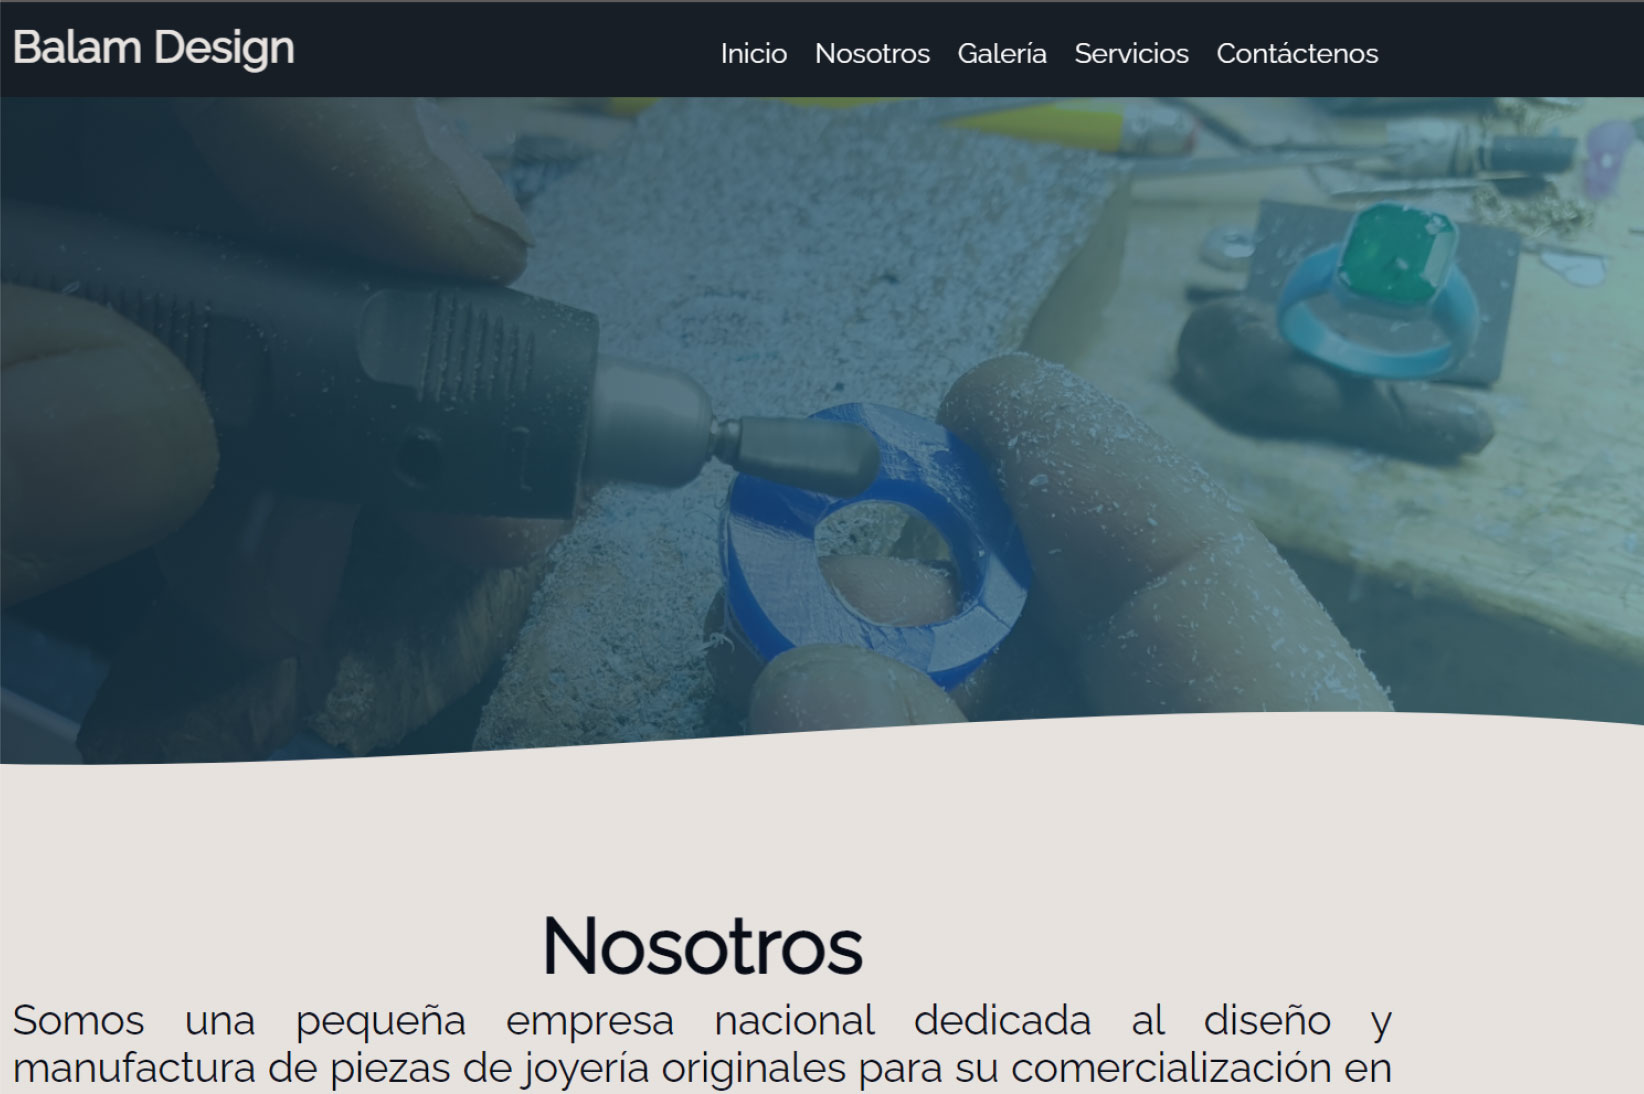 Balam Design
Inicio Nosotros Galería Servicios Contáctenos
Nosotros
Somos una pequeña empresa nacional dedicada al diseño y
manufactura de piezas de joyería originales para su comercialización en